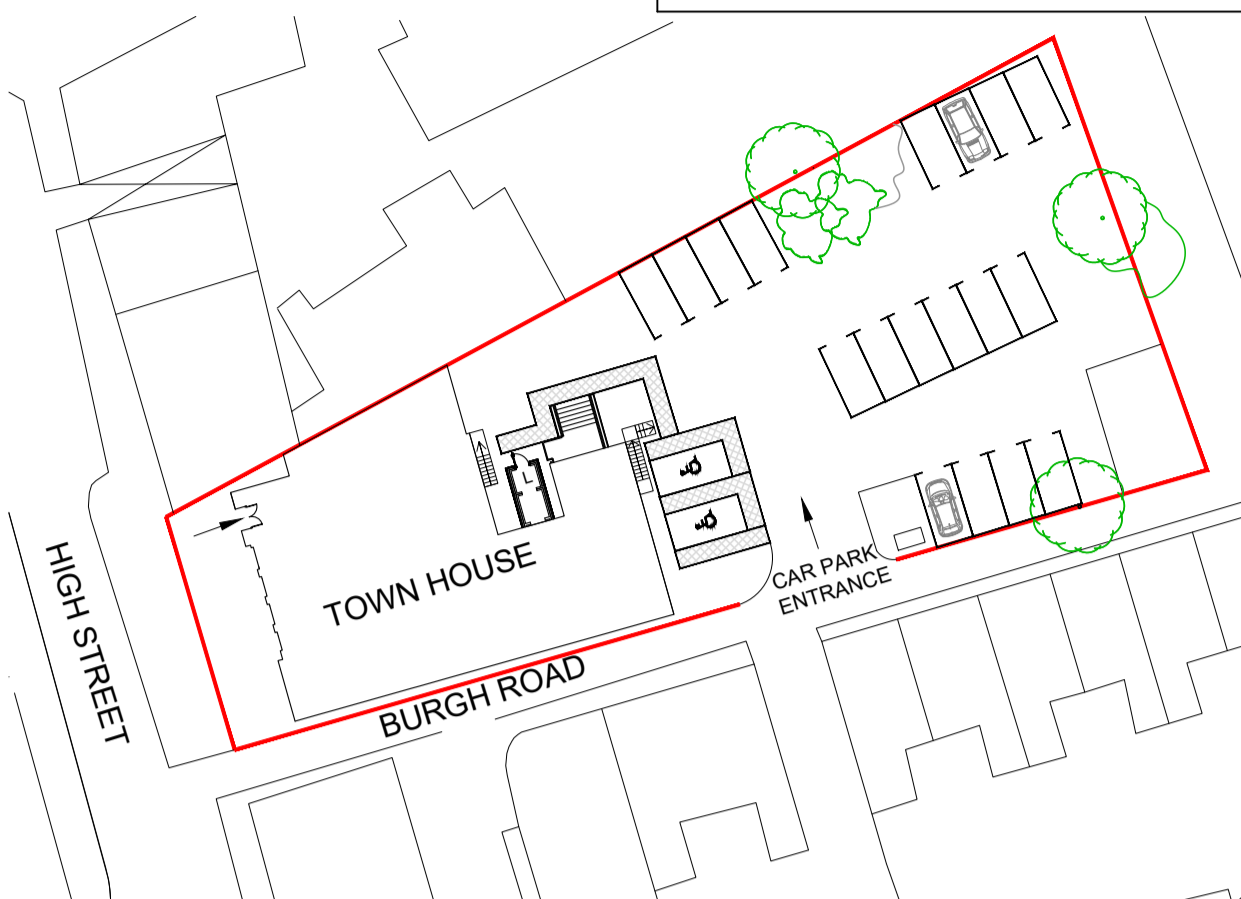 HIGH STREET
TOWN HOUSE
L
BURGH ROAD
CAR PARK
ENTRANCE